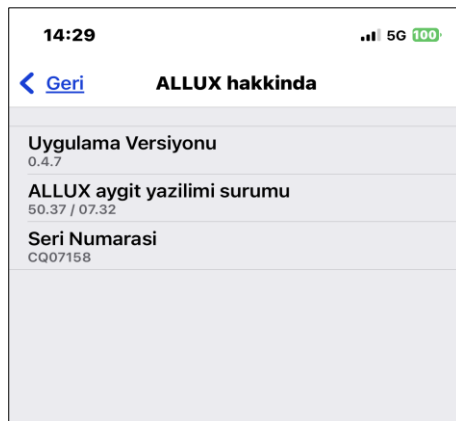 14:29
5G 100
Geri
ALLUX hakkinda
Uygulama Versiyonu
0.4.7
ALLUX aygit yazilimi surumu
50.37 / 07.32
Seri Numarasi
CQ07158